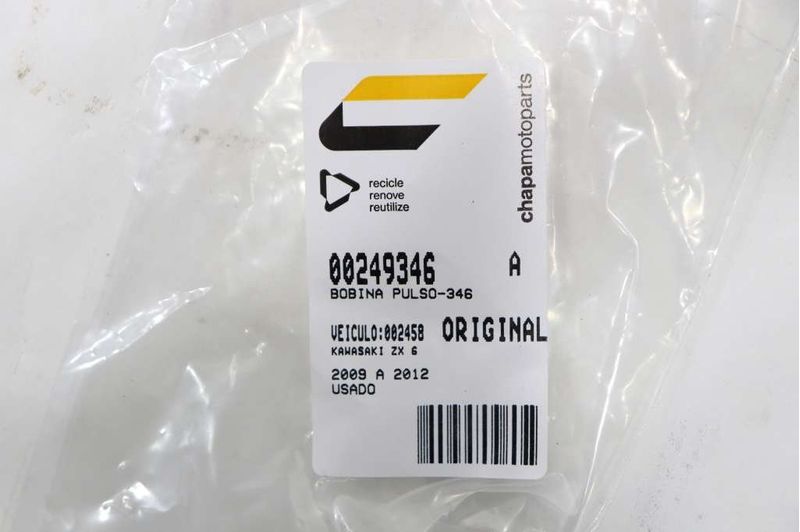 chapamotoparts
recicle
renove
reutilize
00249346 A
BOBINA PULSO-346
VEICULO:002458 ORIGINAL
KAWASAKI ZX 6
2009 A 2012
USADO